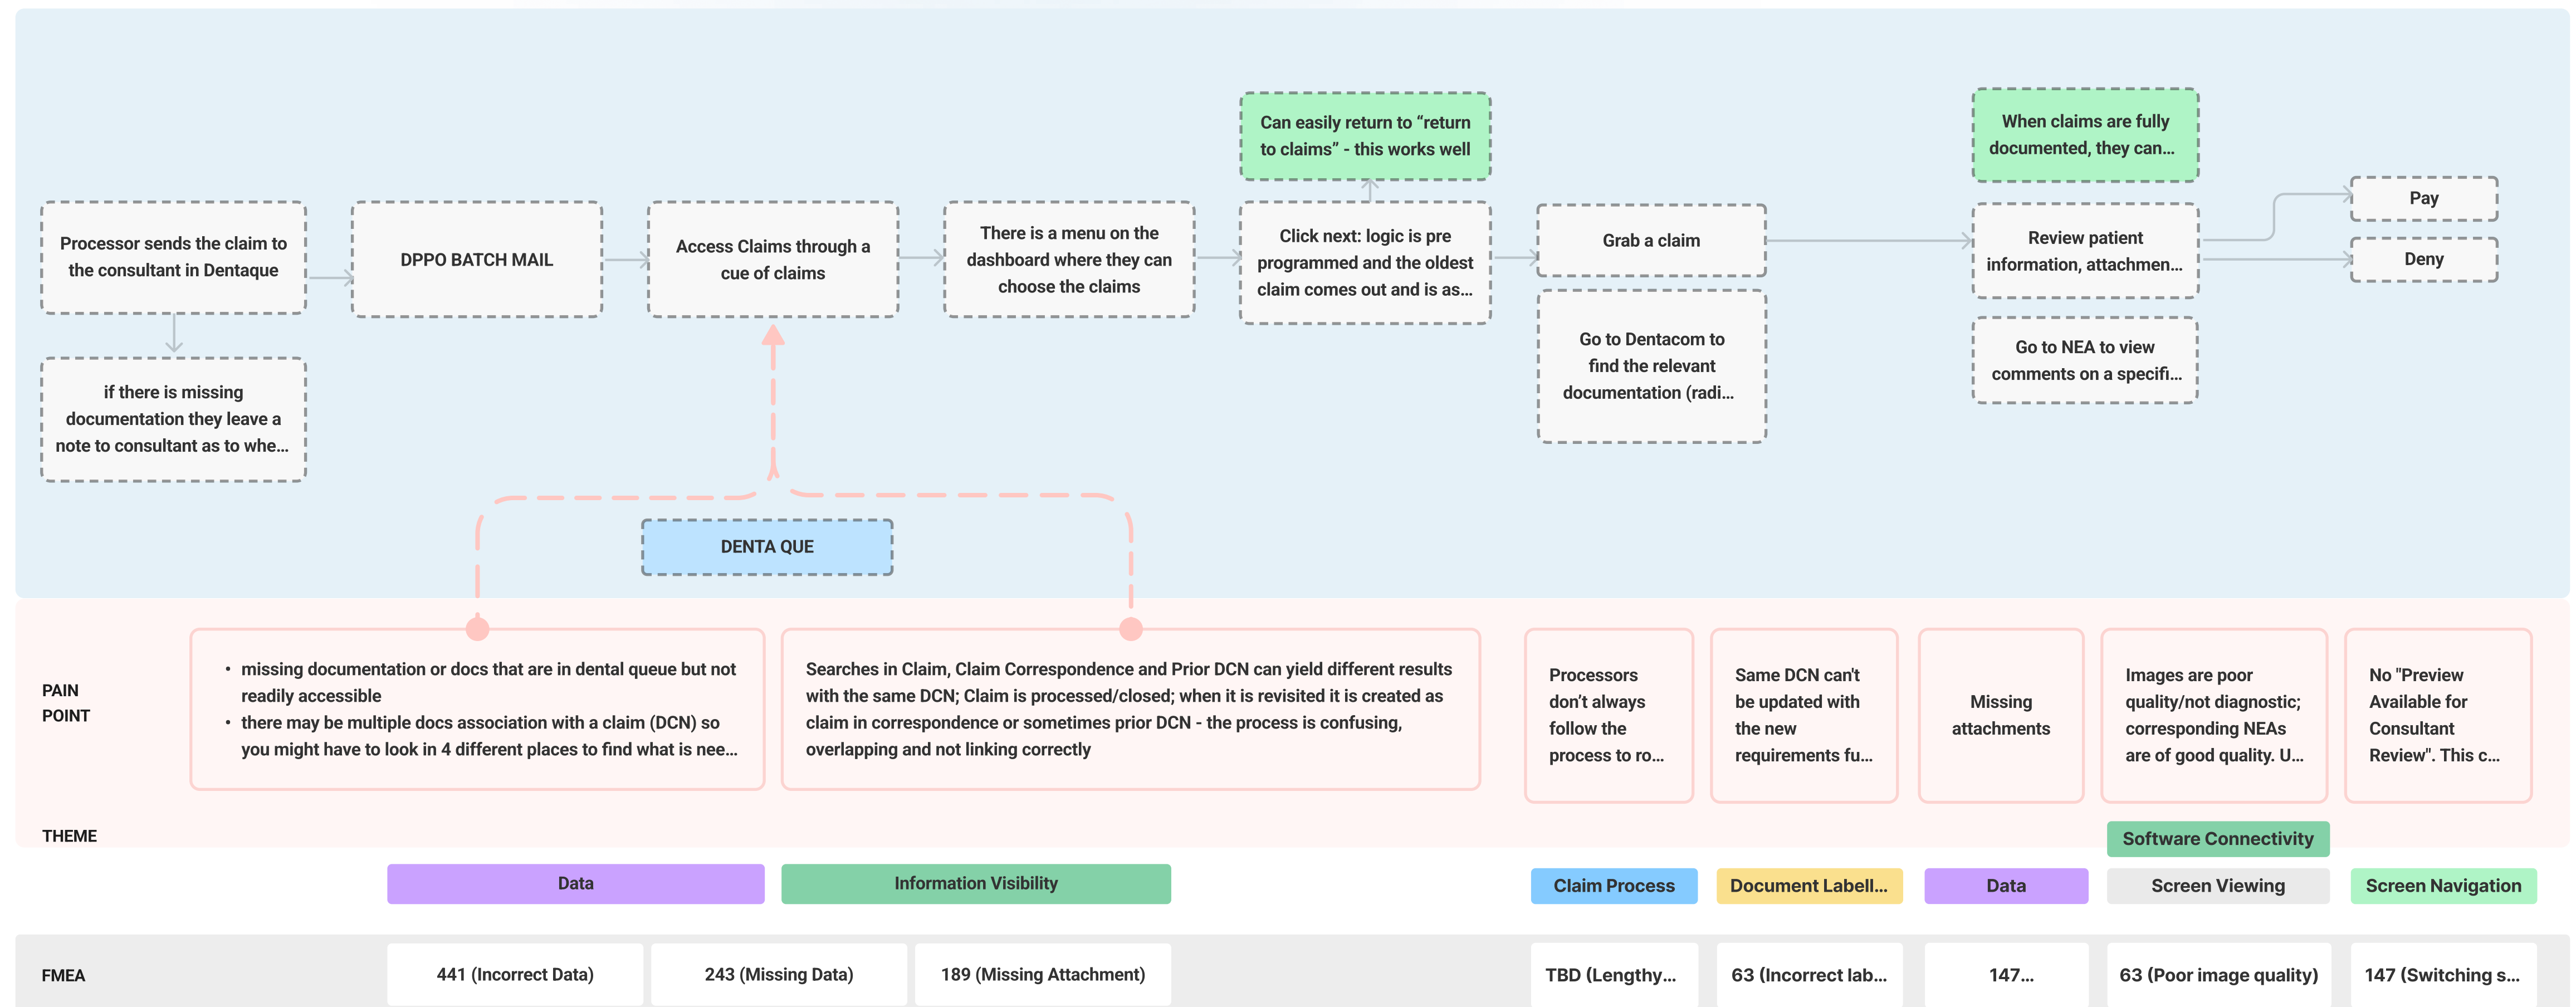 Can easily return to “return
to claims” - this works well
When claims are fully
documented, they can...
Processor sends the claim to
the consultant in Dentaque
DPPO BATCH MAIL
Access Claims through a
cue of claims
There is a menu on the
dashboard where they can
choose the claims
Click next: logic is pre
programmed and the oldest
claim comes out and is as...
Grab a claim
Review patient
information, attachmen...
Pay
Deny
if there is missing
documentation they leave a
note to consultant as to whe...
Go to Dentacom to
find the relevant
documentation (radi...
Go to NEA to view
comments on a specifi...
DENTA QUE
PAIN
POINT
• missing documentation or docs that are in dental queue but not
readily accessible
• there may be multiple docs association with a claim (DCN) so
you might have to look in 4 different places to find what is nee...
Searches in Claim, Claim Correspondence and Prior DCN can yield different results
with the same DCN; Claim is processed/closed; when it is revisited it is created as
claim in correspondence or sometimes prior DCN - the process is confusing,
overlapping and not linking correctly
Processors
don’t always
follow the
process to ro...
Same DCN can't
be updated with
the new
requirements fu...
Missing
attachments
Images are poor
quality/not diagnostic;
corresponding NEAs
are of good quality. U...
No "Preview
Available for
Consultant
Review". This c...
THEME
Software Connectivity
Data
Information Visibility
Claim Process
Document Labell...
Data
Screen Viewing
Screen Navigation
FMEA
441 (Incorrect Data)
243 (Missing Data)
189 (Missing Attachment)
TBD (Lengthy...
63 (Incorrect lab...
147...
63 (Poor image quality)
147 (Switching s...